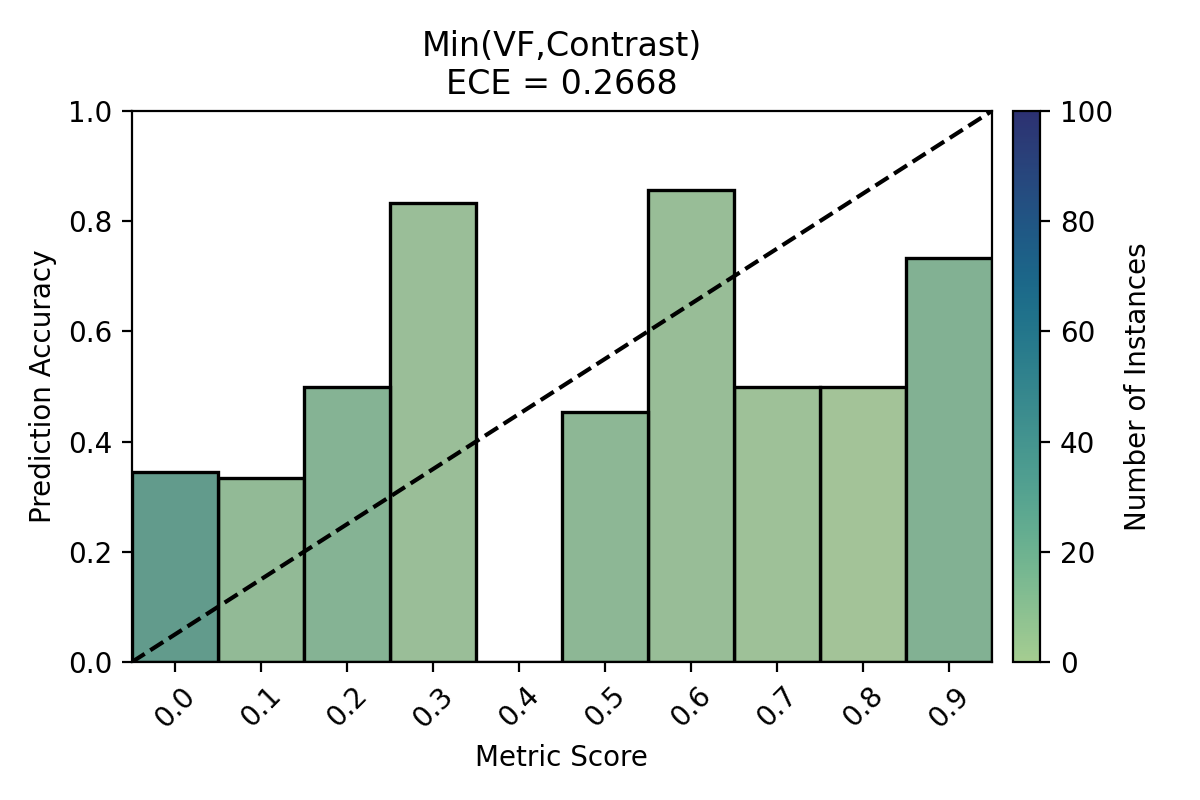 Min(VF,Contrast)
ECE = 0.2668
Prediction Accuracy
1.0
0.8
0.6
0.4
0.2
0.0
0.0 0.1 0.2 0.3 0.4 0.5 0.6 0.7 0.8 0.9
Metric Score
100
80
60
40
20
0
Number of Instances